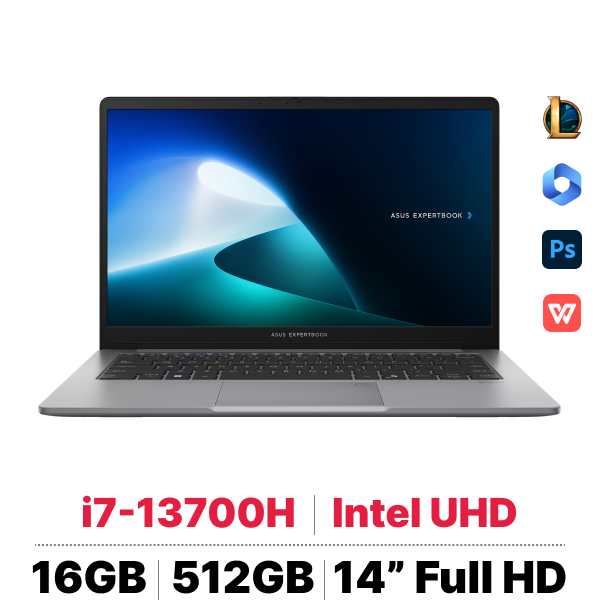 ASUS EXPERTBOOK
ASUS EXPERTBOOK
L
Ps
W
i7-13700H | Intel UHD
16GB | 512GB | 14” Full HD